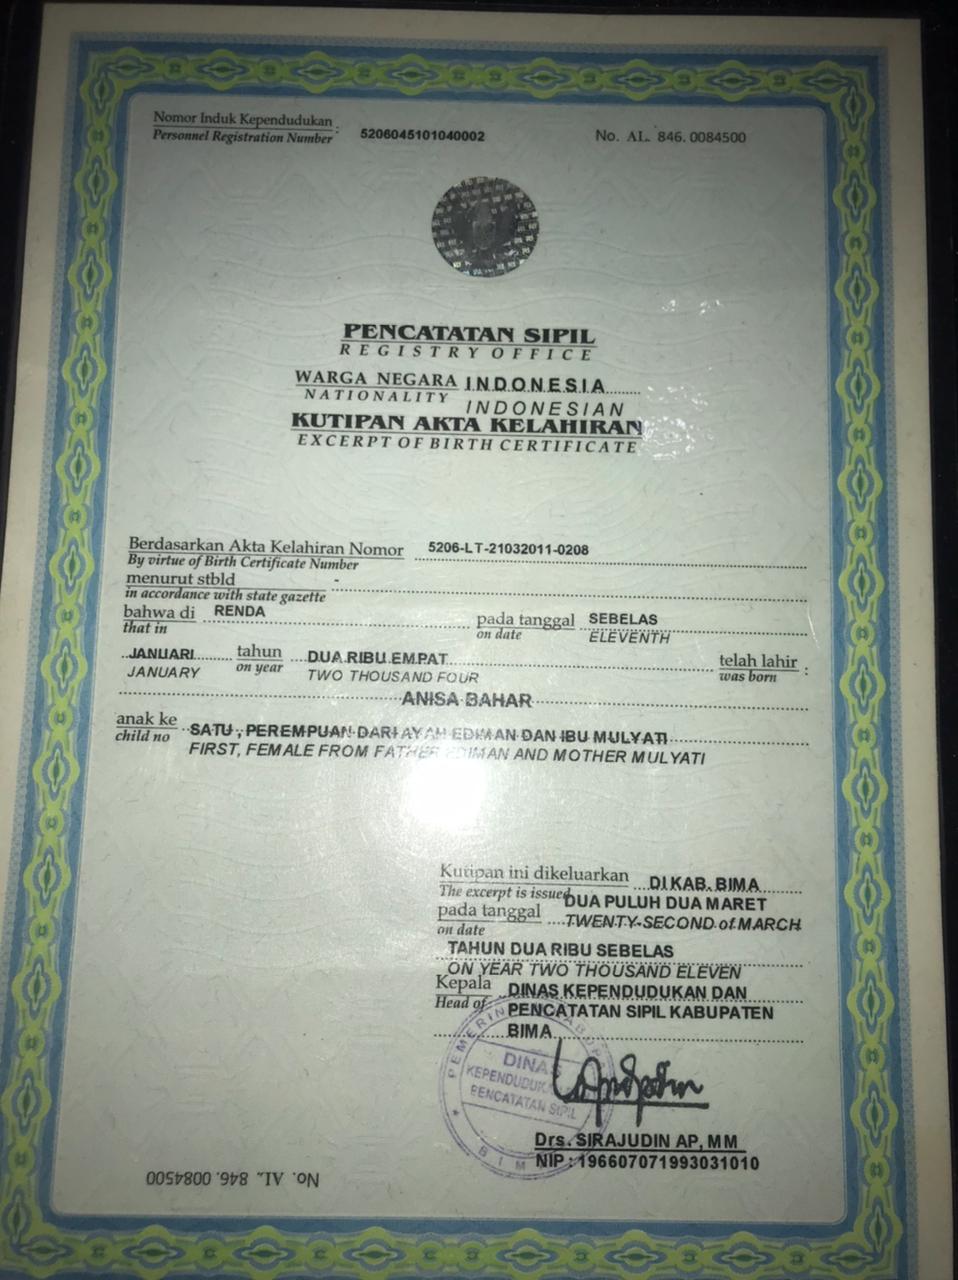 Nomor Induk Kependudukan :
Personnel Registration Number
5206045101040002
No. AL. 846. 0084500
PENCATATAN SIPIL
REGISTRY OFFICE
WARGA NEGARA INDONESIA
NATIONALITY INDONESIAN
KUTIPAN AKTA KELAHIRAN
EXCERPT OF BIRTH CERTIFICATE
Berdasarkan Akta Kelahiran Nomor 5206-LT-21032011-0208
By virtue of Birth Certificate Number
menurut stbld -
in accordance with state gazette
bahwa di RENDA pada tanggal SEBELAS
that in on date ELEVENTH
JANUARI tahun DUA RIBU EMPAT telah lahir :
JANUARY on year TWO THOUSAND FOUR was born
ANISA BAHAR
anak ke SATU , PEREMPUAN DARI AYAH EDIMAN DAN IBU MULYATI
child no FIRST, FEMALE FROM FATHER EDIMAN AND MOTHER MULYATI
Kutipan ini dikeluarkan DI KAB. BIMA
The excerpt is issued
pada tanggal DUA PULUH DUA MARET
on date TWENTY-SECOND of MARCH
TAHUN DUA RIBU SEBELAS
ON YEAR TWO THOUSAND ELEVEN
Kepala DINAS KEPENDUDUKAN DAN
Head of PENCATATAN SIPIL KABUPATEN
BIMA
DINAS
PENCATATAN SIPIL
Drs. SIRAJUDIN AP, MM
NIP : 196607071993031010
No. AL. 846. 0084500